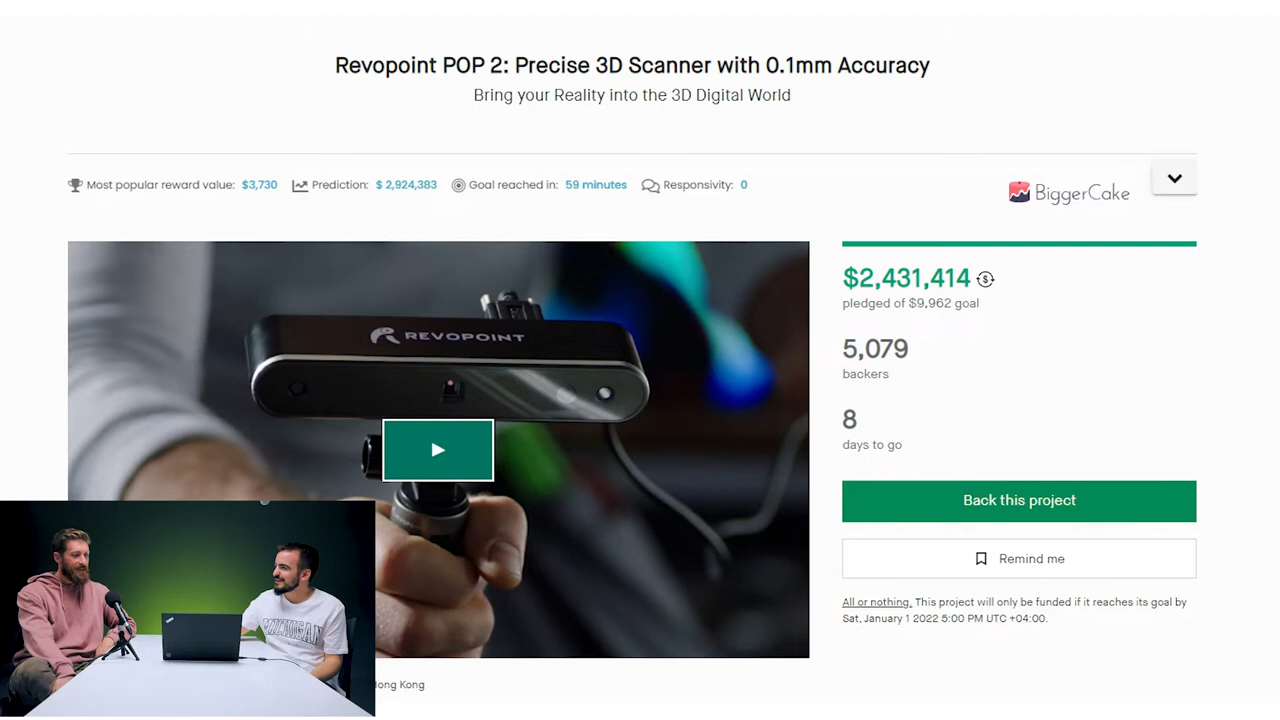 Revopoint POP 2: Precise 3D Scanner with 0.1mm Accuracy
Bring your Reality into the 3D Digital World
Most popular reward value: $3,730 Prediction: $ 2,924,383 Goal reached in: 59 minutes Responsivity: 0
BiggerCake
REVOPOINT
$2,431,414
pledged of $9,962 goal
5,079
backers
8
days to go
Back this project
Remind me
All or nothing. This project will only be funded if it reaches its goal by
Sat, January 1 2022 5:00 PM UTC +04:00.
MICHIGAN
Hong Kong